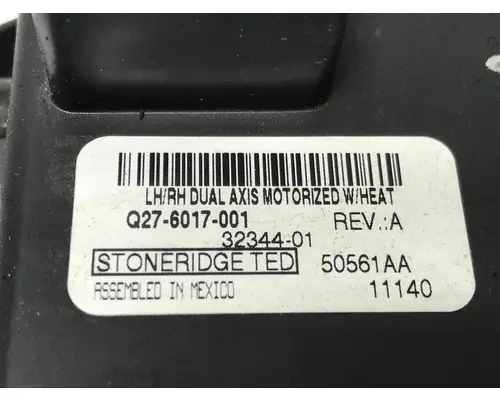 LH/RH DUAL AXIS MOTORIZED W/HEAT
Q27-6017-001 REV.:A
32344-01
STONERIDGE TED 50561AA
ASSEMBLED IN MEXICO 11140